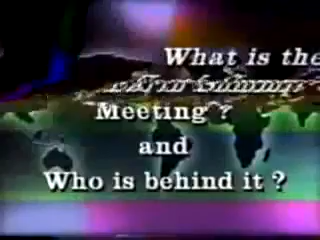 What is the
Meeting ?
and
Who is behind it ?